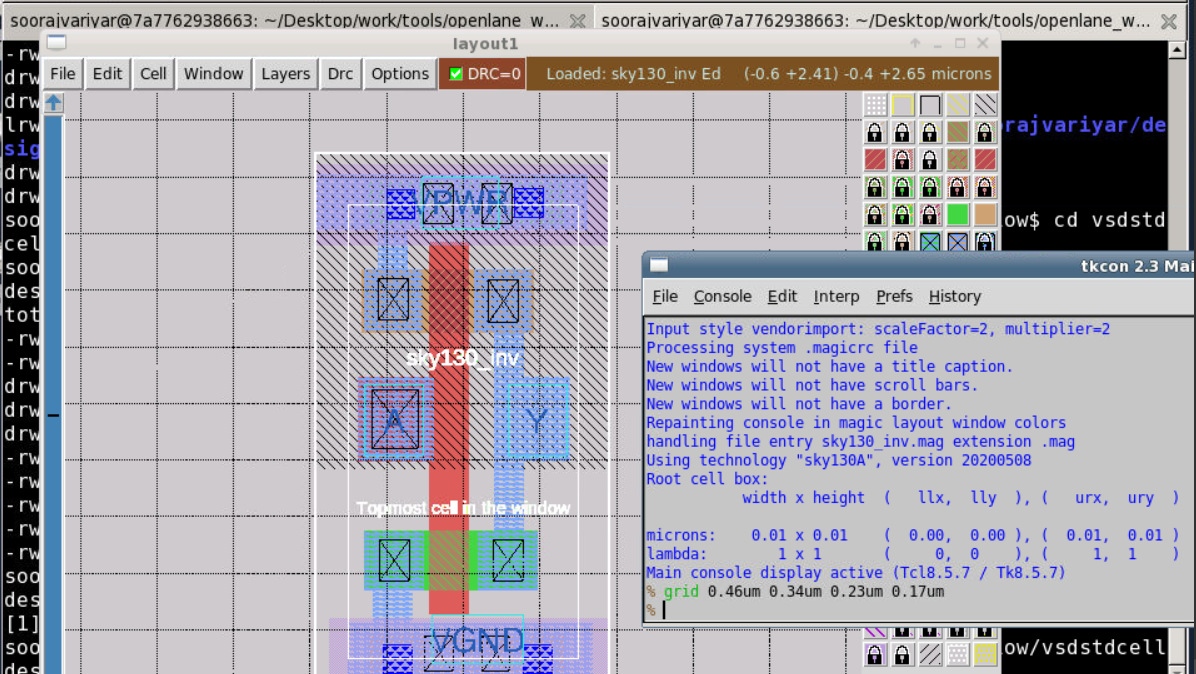 soorajvariyar@7a7762938663: ~/Desktop/work/tools/openlane_w...
soorajvariyar@7a7762938663: ~/Desktop/work/tools/openlane_w...
layout1
File Edit Cell Window Layers Drc Options DRC=0 Loaded: sky130_inv Ed (-0.6 +2.41) -0.4 +2.65 microns
-rw
drw
drw
lrw
sig
drw
drw
soo
cel
soo
des
tot
-rw
-rw
drw
drw
drw
-rw
-rw
-rw
-rw
-rw
soo
des
[1]
soo
des
VPWR
sky130_inv
A
Y
Topmost cell in the window
VGND
orajvariyar/de
ow$ cd vsdstd
tkcon 2.3 Mai
File Console Edit Interp Prefs History
Input style vendorimport: scaleFactor=2, multiplier=2
Processing system .magicrc file
New windows will not have a title caption.
New windows will not have scroll bars.
New windows will not have a border.
Repainting console in magic layout window colors
handling file entry sky130_inv.mag extension .mag
Using technology "sky130A", version 20200508
Root cell box:
width x height ( llx, lly ), ( urx, ury )
microns: 0.01 x 0.01 ( 0.00, 0.00 ), ( 0.01, 0.01 )
lambda: 1 x 1 ( 0, 0 ), ( 1, 1 )
Main console display active (Tcl8.5.7 / Tk8.5.7)
% grid 0.46um 0.34um 0.23um 0.17um
%
ow/vsdstdcell